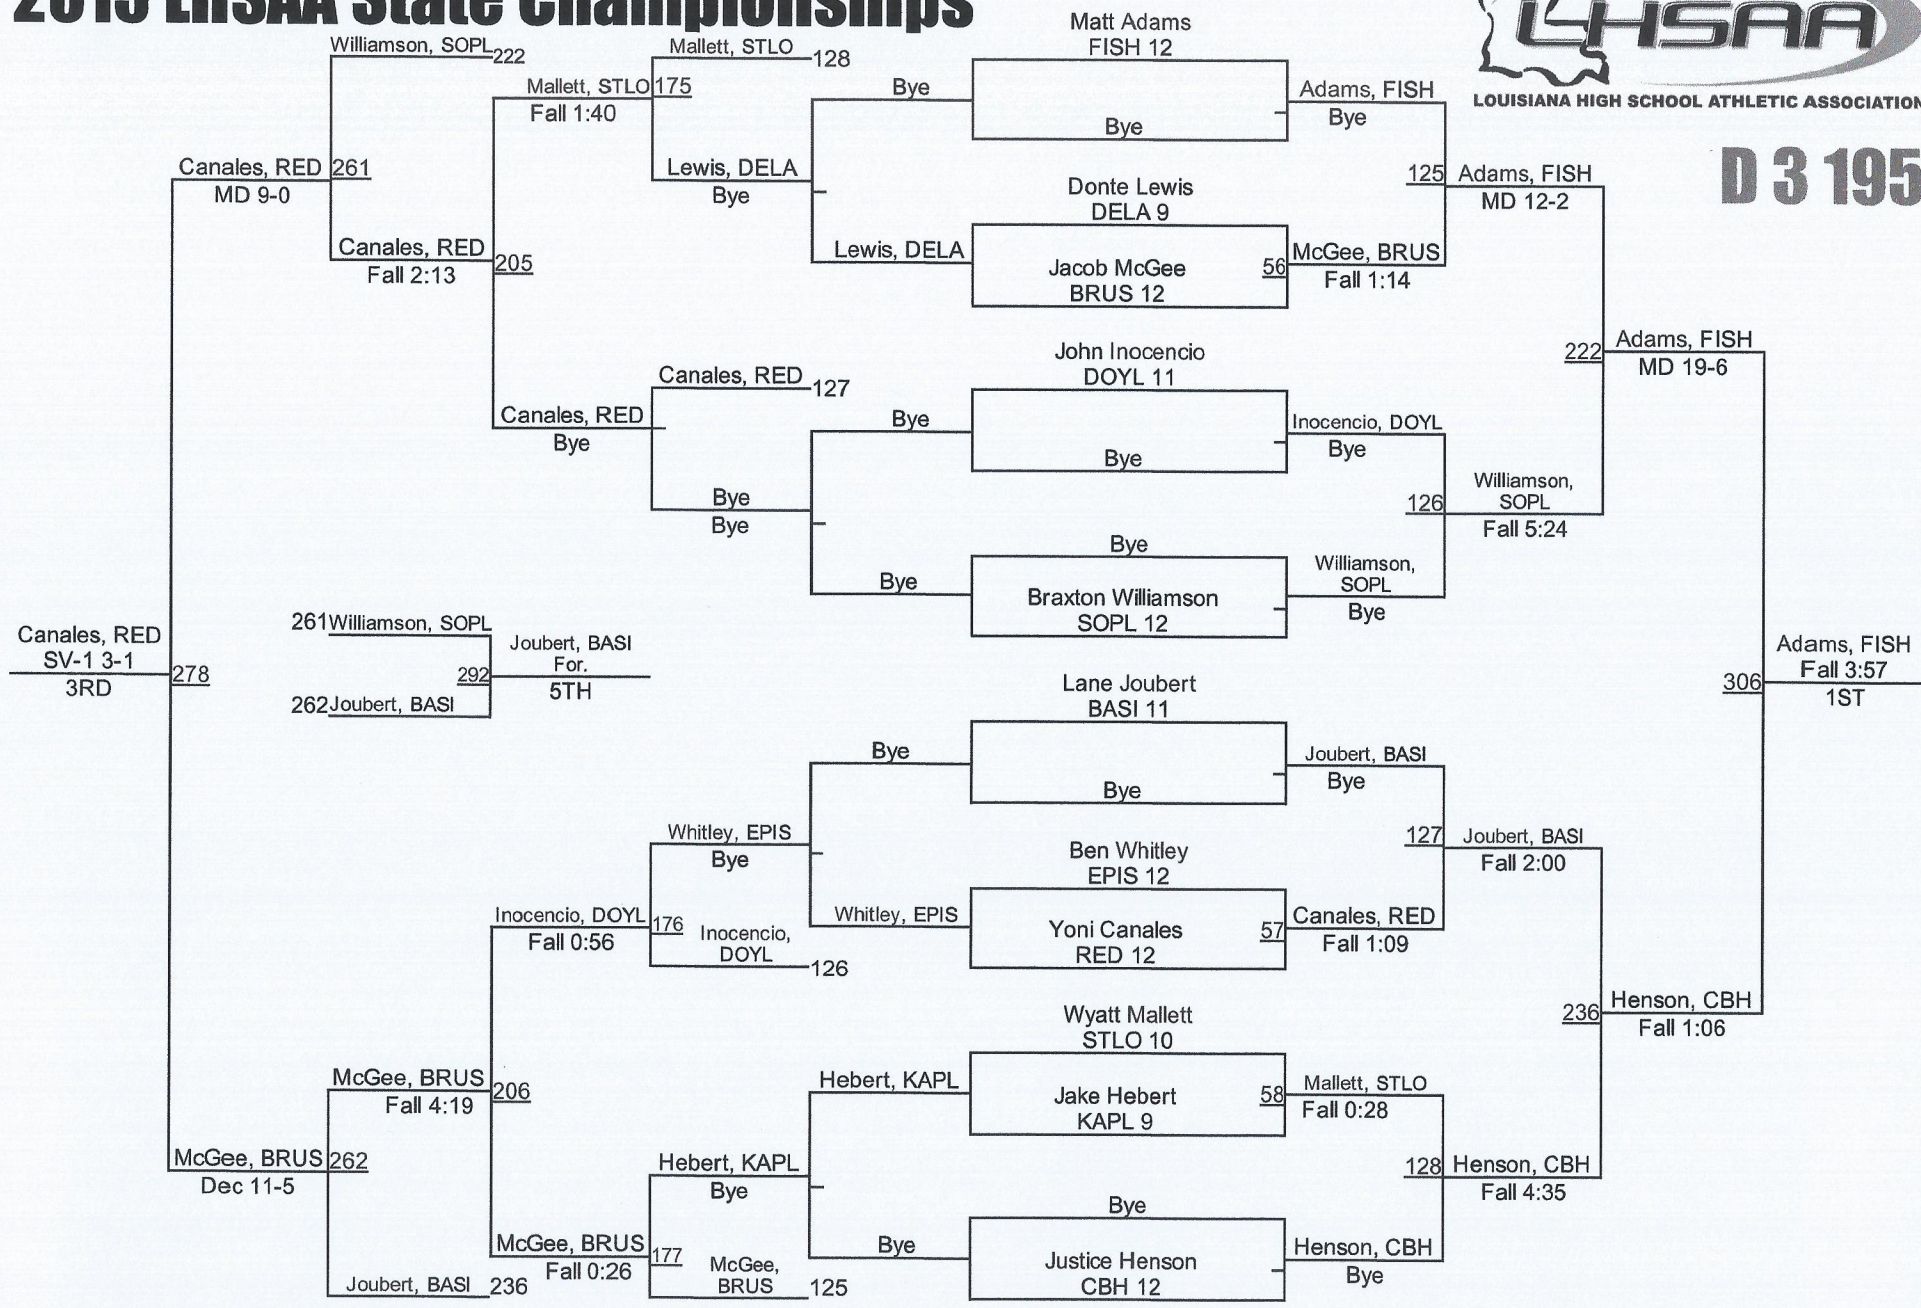 2015 LHSAA State Championships
LHSAA
LOUISIANA HIGH SCHOOL ATHLETIC ASSOCIATION
D 3 195
Williamson, SOPL 222
Canales, RED 261
MD 9-0
Canales, RED
Fall 2:13
205
Mallett, STLO 175
Fall 1:40
Mallett, STLO 128
Lewis, DELA
Bye
Bye
Lewis, DELA
Canales, RED
Bye
Canales, RED 127
Bye
Bye
Bye
Bye
Canales, RED
SV-1 3-1
3RD
278
261 Williamson, SOPL
262 Joubert, BASI
292
Joubert, BASI
For.
5TH
Bye
Whitley, EPIS
Bye
Whitley, EPIS
Inocencio, DOYL 176
Fall 0:56
Inocencio,
DOYL 126
McGee, BRUS
Fall 4:19
206
McGee, BRUS 262
Dec 11-5
Hebert, KAPL
Hebert, KAPL
Bye
Bye
McGee, BRUS 177
Fall 0:26
McGee,
BRUS 125
Joubert, BASI 236
Matt Adams
FISH 12
Bye
Donte Lewis
DELA 9
Jacob McGee
BRUS 12
56
John Inocencio
DOYL 11
Bye
Bye
Braxton Williamson
SOPL 12
Lane Joubert
BASI 11
Bye
Ben Whitley
EPIS 12
Yoni Canales
RED 12
57
Wyatt Mallett
STLO 10
Jake Hebert
KAPL 9
58
Bye
Justice Henson
CBH 12
Adams, FISH
Bye
McGee, BRUS
Fall 1:14
Inocencio, DOYL
Bye
Williamson,
SOPL
Bye
Joubert, BASI
Bye
Canales, RED
Fall 1:09
Mallett, STLO
Fall 0:28
Henson, CBH
Bye
125 Adams, FISH
MD 12-2
126
Williamson,
SOPL
Fall 5:24
127 Joubert, BASI
Fall 2:00
128 Henson, CBH
Fall 4:35
222 Adams, FISH
MD 19-6
236 Henson, CBH
Fall 1:06
306
Adams, FISH
Fall 3:57
1ST